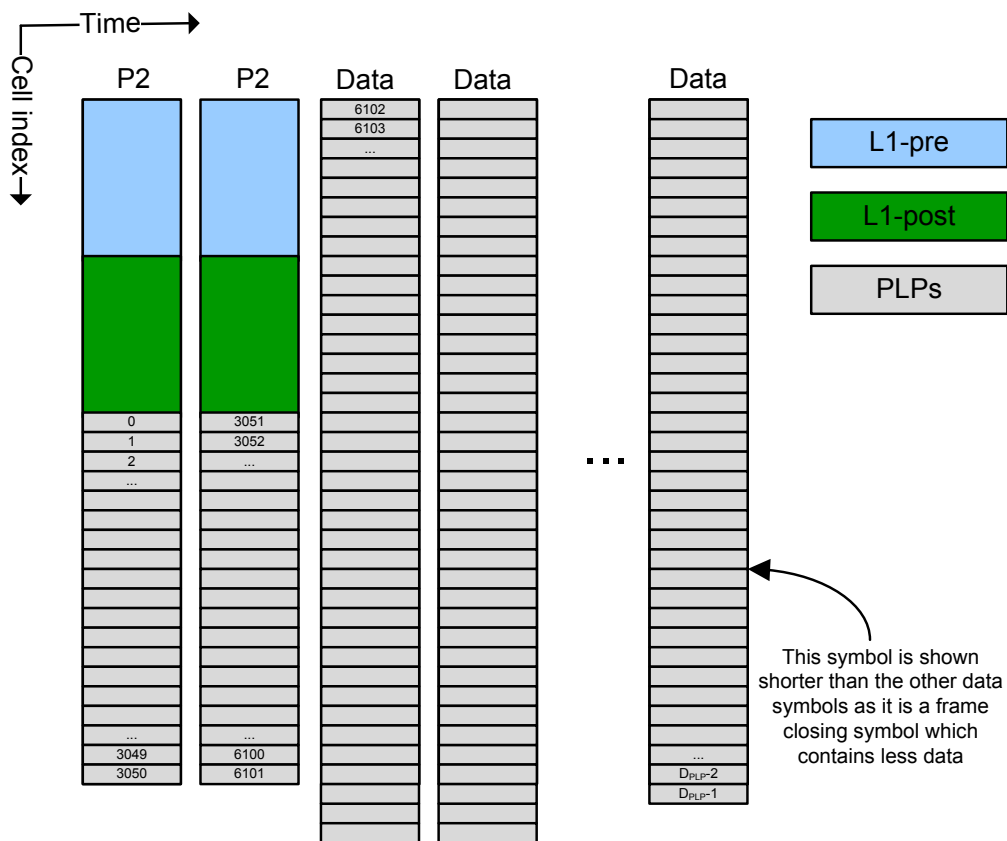 Time
Cell index
P2
P2
Data
Data
Data
6102
6103
...
L1-pre
L1-post
PLPs
0
1
2
...
3051
3052
...
...
...
3049
3050
...
6100
6101
...
DPLP-2
DPLP-1
This symbol is shown
shorter than the other data
symbols as it is a frame
closing symbol which
contains less data